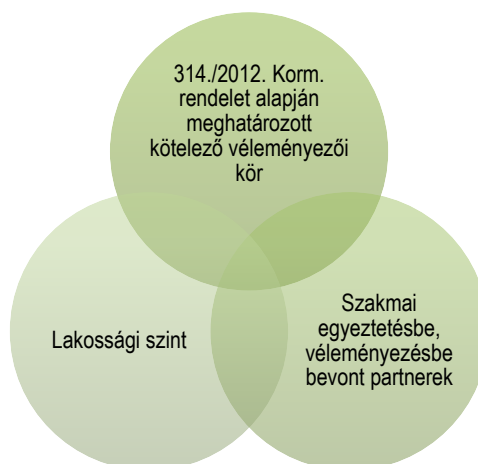 314./2012. Korm.
rendelet alapján
meghatározott
kötelező véleményezői
kör
Lakossági szint
Szakmai
egyeztetésbe,
véleményezésbe
bevont partnerek